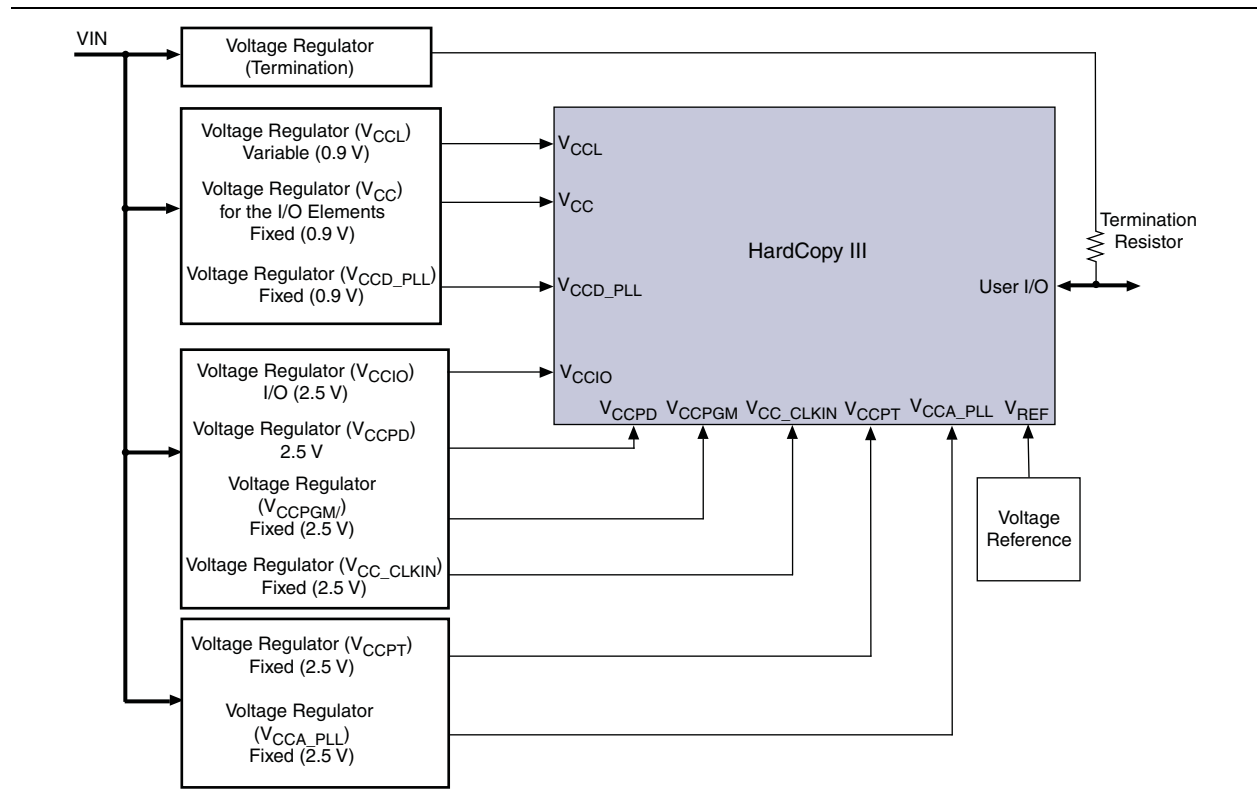 VIN
Voltage Regulator
(Termination)
Voltage Regulator (VCCL)
Variable (0.9 V)
Voltage Regulator (VCC)
for the I/O Elements
Fixed (0.9 V)
Voltage Regulator (VCCD_PLL)
Fixed (0.9 V)
Voltage Regulator (VCCIO)
I/O (2.5 V)
Voltage Regulator (VCCPD)
2.5 V
Voltage Regulator
(VCCPGM/)
Fixed (2.5 V)
Voltage Regulator (VCC_CLKIN)
Fixed (2.5 V)
Voltage Regulator (VCCPT)
Fixed (2.5 V)
Voltage Regulator
(VCCA_PLL)
Fixed (2.5 V)
VCCL
VCC
VCCD_PLL
VCCIO
HardCopy III
User I/O
VCCPD VCCPGM VCC_CLKIN VCCPT VCCA_PLL VREF
Termination
Resistor
Voltage
Reference